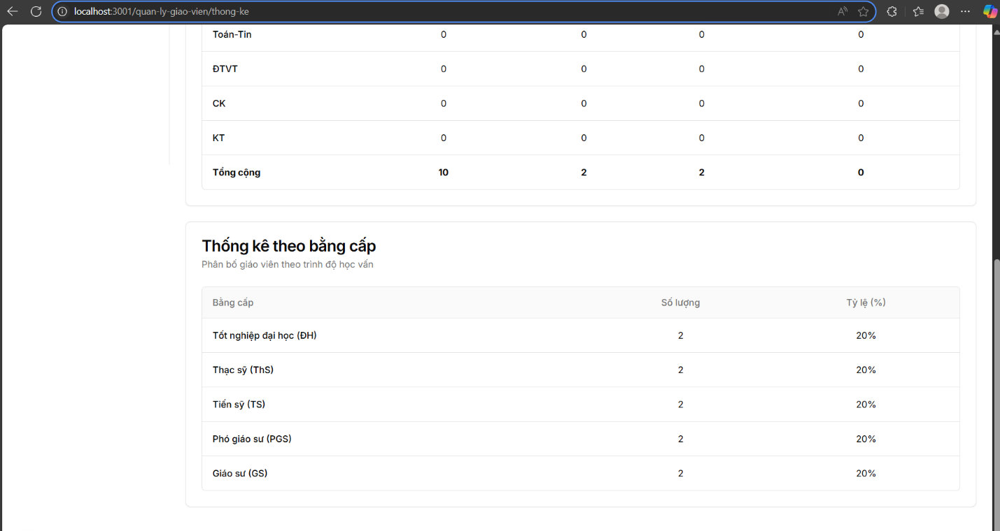 localhost:3001/quan-ly-giao-vien/thong-ke
Toán-Tin 0 0 0 0
ĐTVT 0 0 0 0
CK 0 0 0 0
KT 0 0 0 0
Tổng cộng 10 2 2 0
Thống kê theo bằng cấp
Phân bố giáo viên theo trình độ học vấn
Bằng cấp Số lượng Tỷ lệ (%)
Tốt nghiệp đại học (ĐH) 2 20%
Thạc sỹ (ThS) 2 20%
Tiến sỹ (TS) 2 20%
Phó giáo sư (PGS) 2 20%
Giáo sư (GS) 2 20%